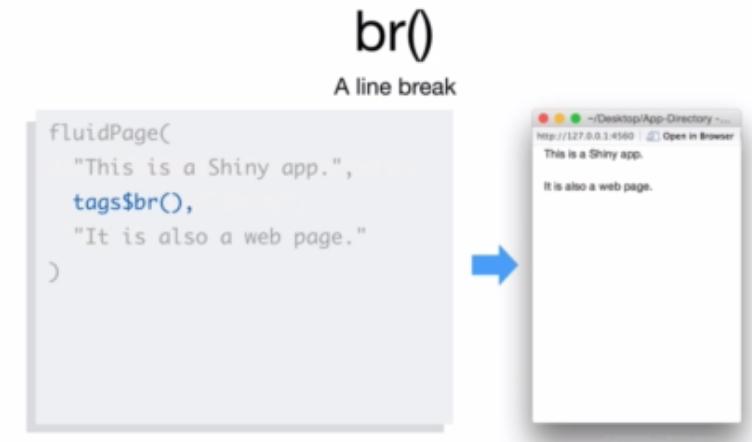 br()
A line break
fluidPage(
"This is a Shiny app.",
tags$br(),
"It is also a web page."
)
~/Desktop/App-Directory -...
http://127.0.0.1:4560 Open in Browser
This is a Shiny app.
It is also a web page.